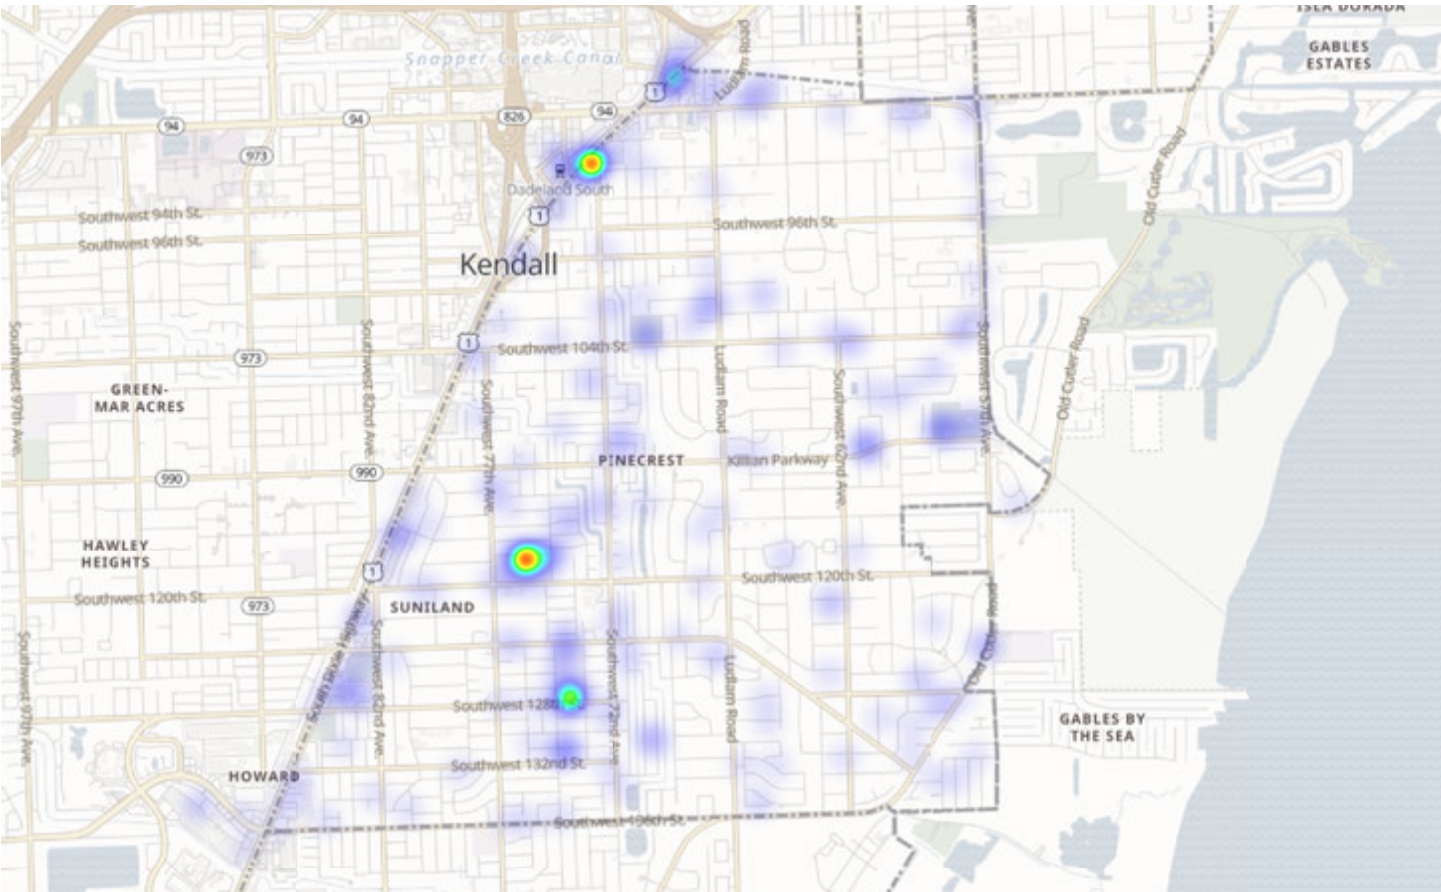 ISLA DORADA
GABLES
ESTATES
Snapper Creek Canal
Ludlam Road
1
94
94
826
94
973
Dadeland South
Old Cutler Road
Southwest 94th St.
Southwest 96th St.
1
Southwest 96th St.
Kendall
1
Southwest 104th St.
973
Southwest 97th Ave.
Southwest 82nd Ave.
Southwest 77th Ave.
Ludlam Road
Southwest 62nd Ave.
Southwest 57th Ave.
Old Cutler Road
GREEN-
MAR ACRES
PINECREST
Killian Parkway
990
990
HAWLEY
HEIGHTS
1
Southwest 120th St.
Southwest 120th St.
973
SUNILAND
South Dixie Highway
Southwest 97th Ave.
Southwest 82nd Ave.
Southwest 72nd Ave.
Ludlam Road
Old Cutler Road
Southwest 128th
GABLES BY
THE SEA
Southwest 132nd St.
HOWARD
Southwest 136th St.